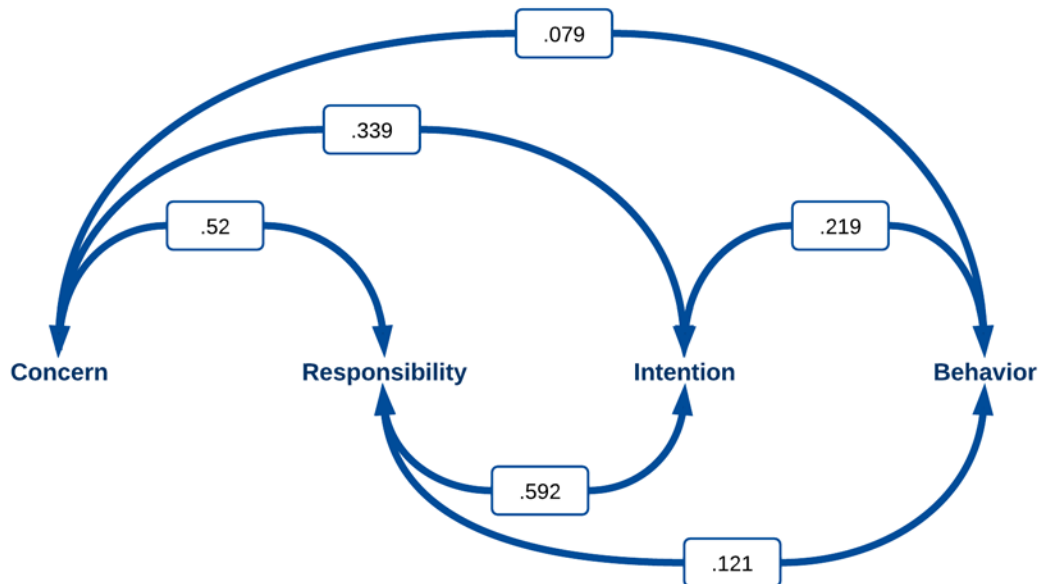 .079
.339
.52
.219
Concern
Responsibility
Intention
Behavior
.592
.121